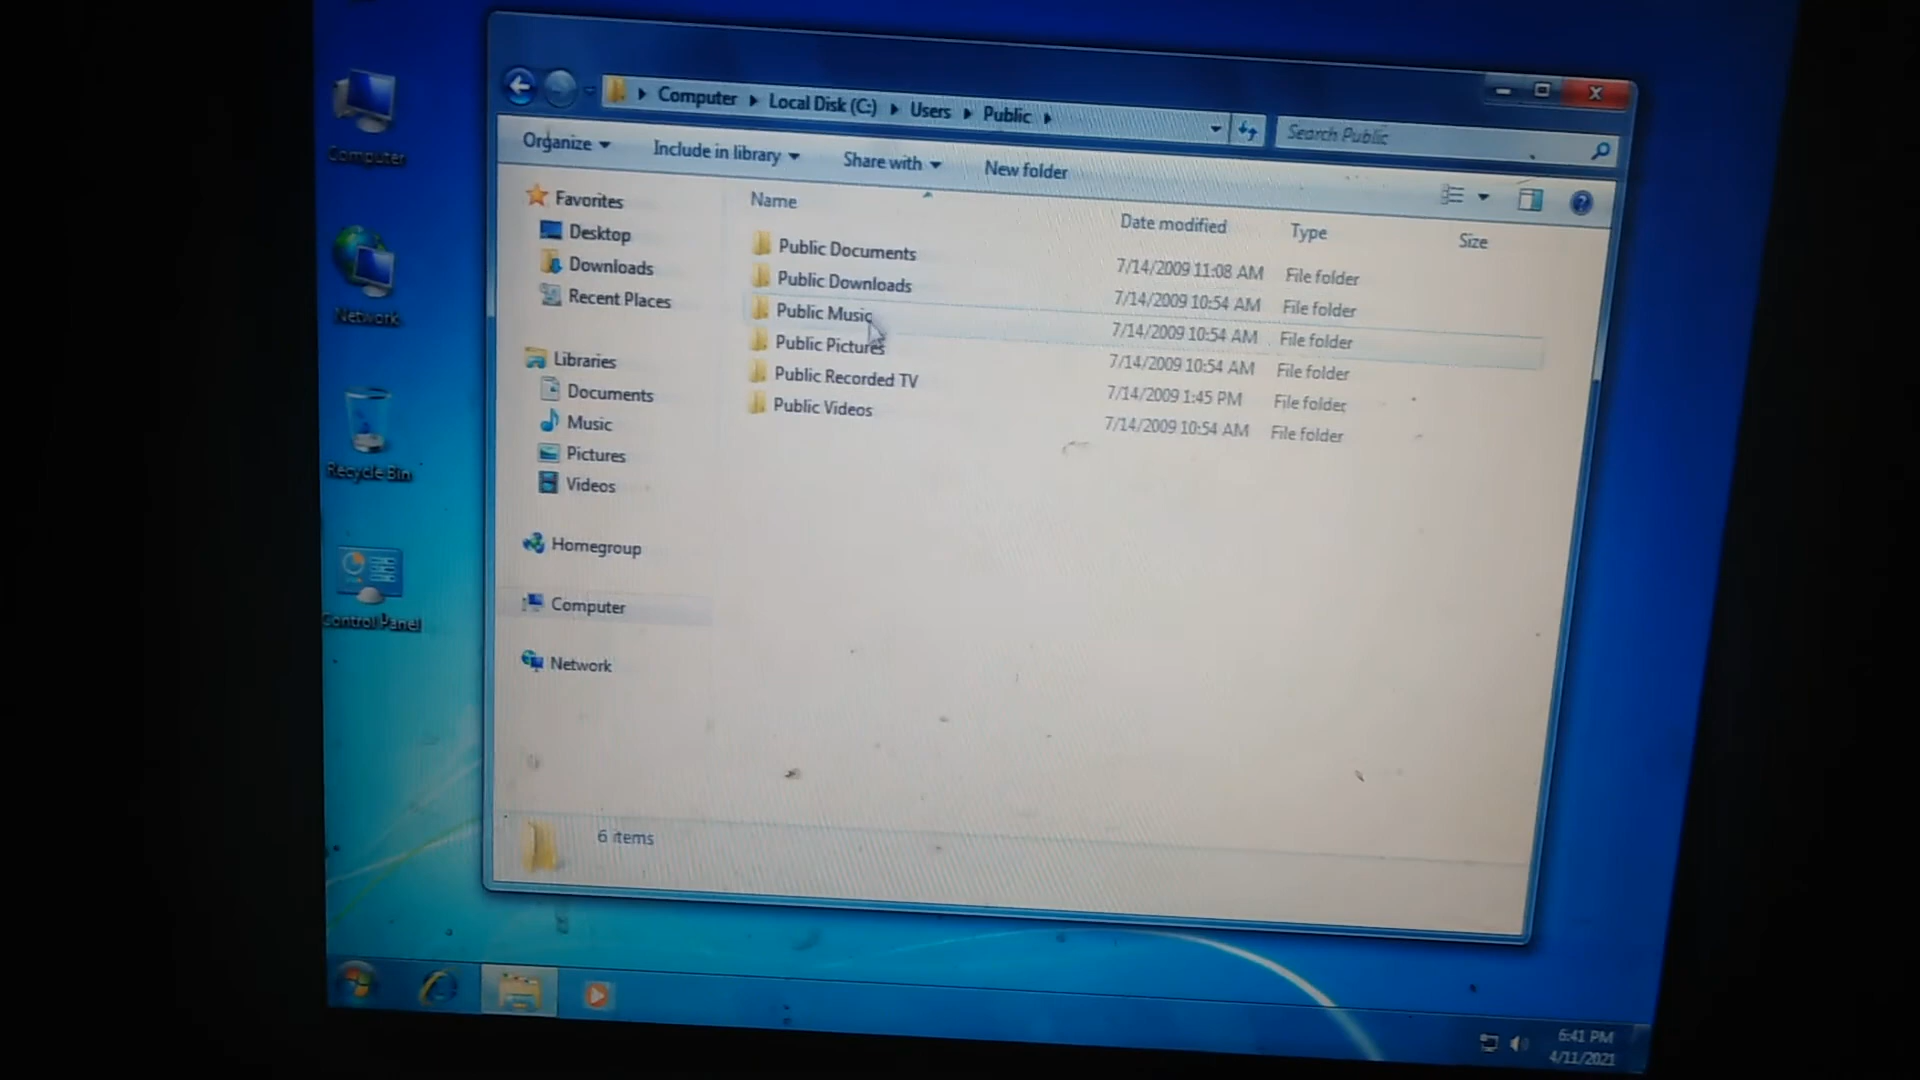 Computer
Network
Recycle Bin
Control Panel
Computer Local Disk (C:) Users Public
Search Public
Organize Include in library Share with New folder
Favorites
Desktop
Downloads
Recent Places
Libraries
Documents
Music
Pictures
Videos
Homegroup
Computer
Network
Name Date modified Type Size
Public Documents 7/14/2009 11:08 AM File folder
Public Downloads 7/14/2009 10:54 AM File folder
Public Music 7/14/2009 10:54 AM File folder
Public Pictures 7/14/2009 10:54 AM File folder
Public Recorded TV 7/14/2009 1:45 PM File folder
Public Videos 7/14/2009 10:54 AM File folder
6 items
6:41 PM
4/11/2021